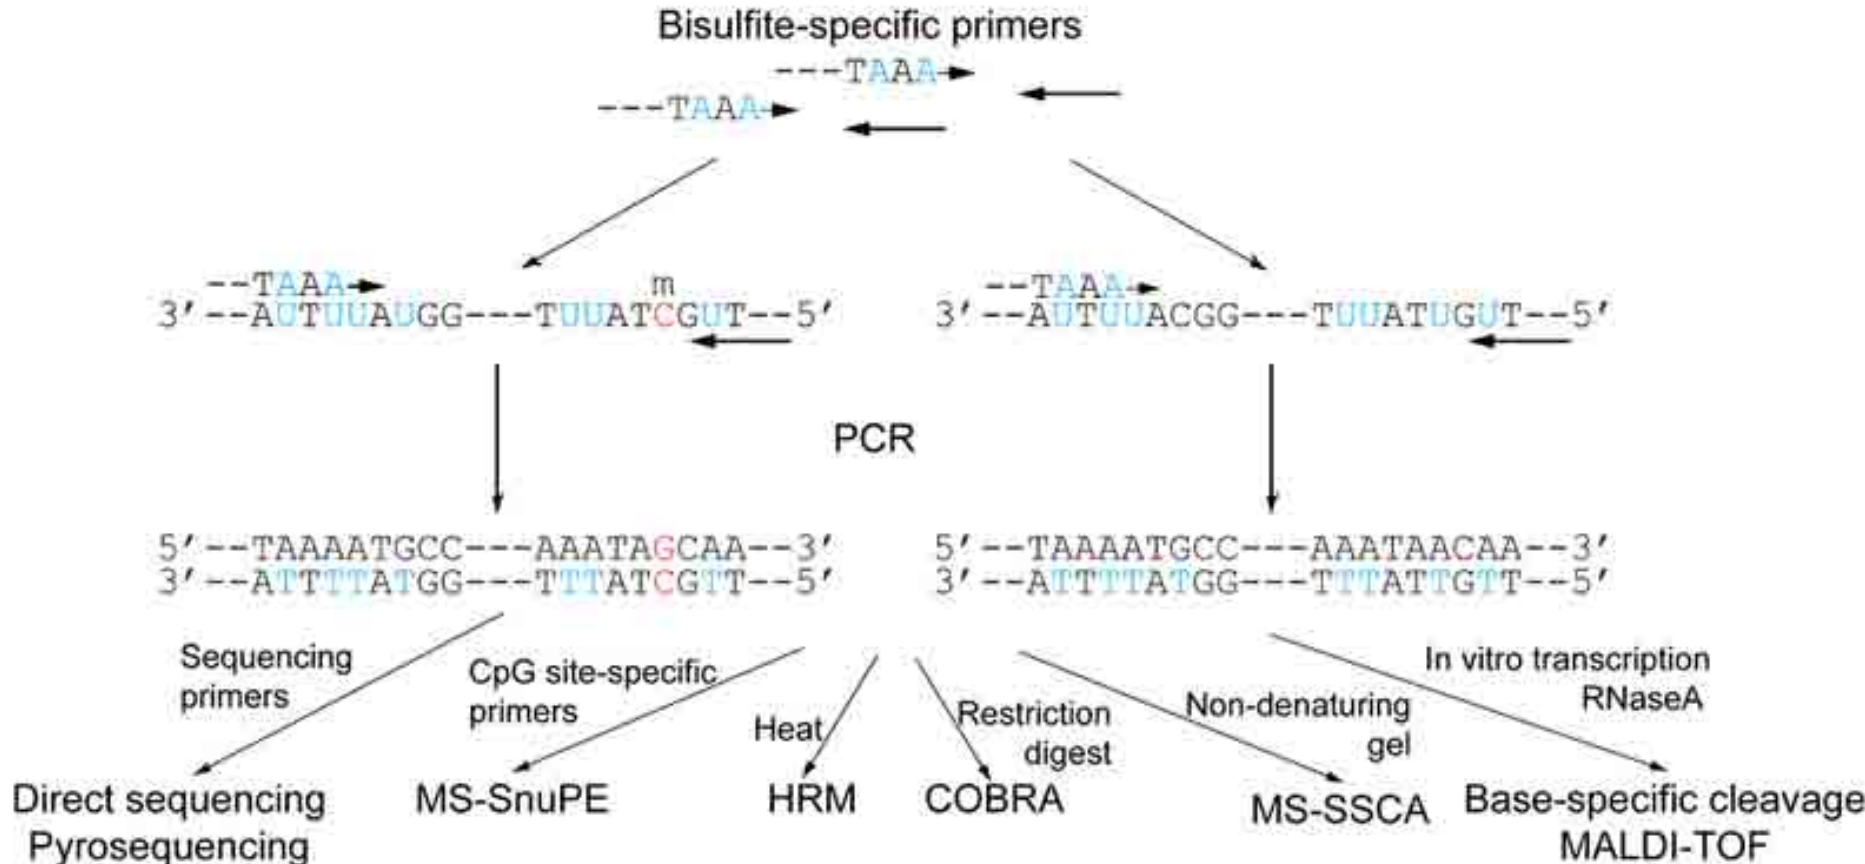 Bisulfite-specific primers
---TAAA
---TAAA
--TAAA
m
3′--AUTUUAUGG---TUUATCGUT--5′
--TAAA
3′--AUTUUACGG---TUUATUGUT--5′
PCR
5′--TAAAATGCC---AAATAGCAA--3′
3′--ATTTTATGG---TTTATCGTT--5′
5′--TAAAATGCC---AAATAACAA--3′
3′--ATTTTATGG---TTTATTGTT--5′
Sequencing
primers
CpG site-specific
primers
Heat
Restriction
digest
Non-denaturing
gel
In vitro transcription
RNaseA
Direct sequencing
Pyrosequencing
MS-SnuPE
HRM
COBRA
MS-SSCA
Base-specific cleavage
MALDI-TOF